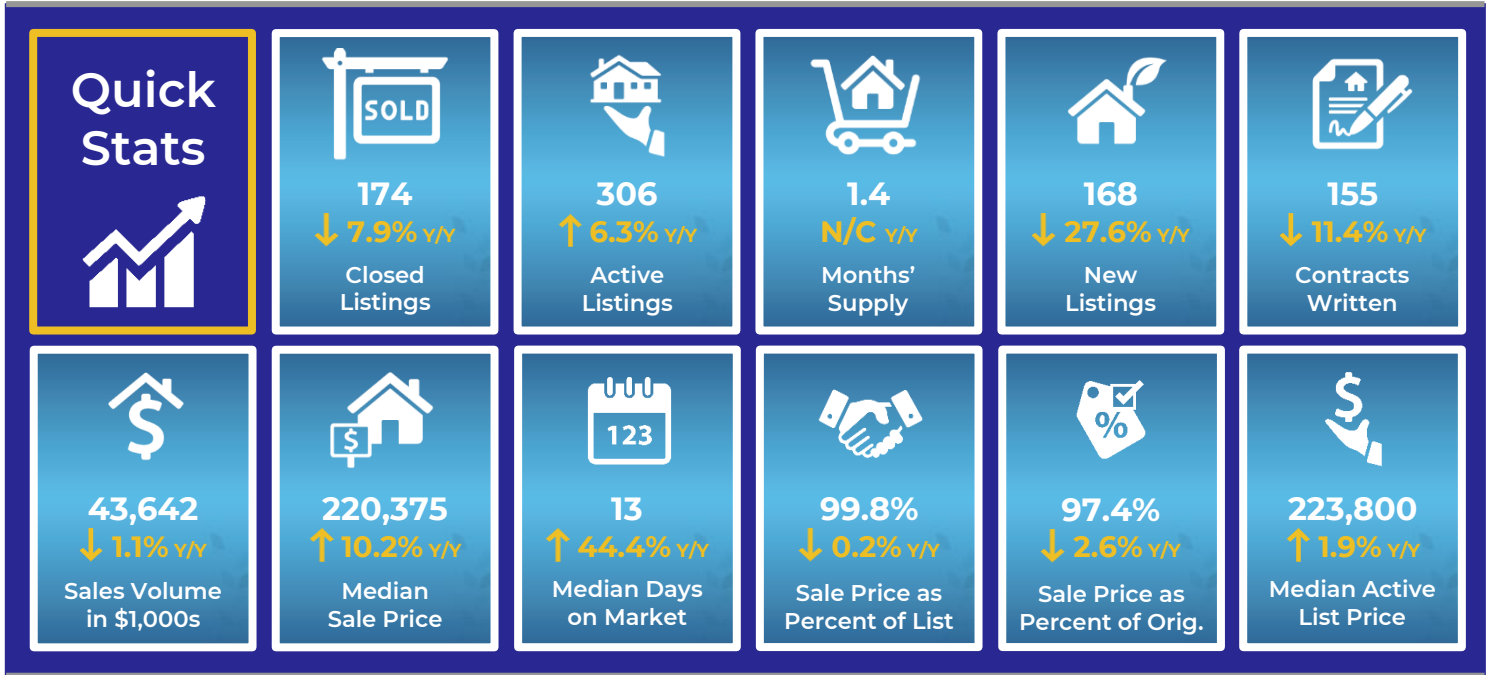 Quick
Stats
SOLD
174
↓ 7.9% Y/Y
Closed
Listings
306
↑ 6.3% Y/Y
Active
Listings
1.4
N/C Y/Y
Months’
Supply
168
↓ 27.6% Y/Y
New
Listings
155
↓ 11.4% Y/Y
Contracts
Written
$
43,642
↓ 1.1% Y/Y
Sales Volume
in $1,000s
$
220,375
↑ 10.2% Y/Y
Median
Sale Price
123
13
↑ 44.4% Y/Y
Median Days
on Market
99.8%
↓ 0.2% Y/Y
Sale Price as
Percent of List
%
97.4%
↓ 2.6% Y/Y
Sale Price as
Percent of Orig.
$
223,800
↑ 1.9% Y/Y
Median Active
List Price